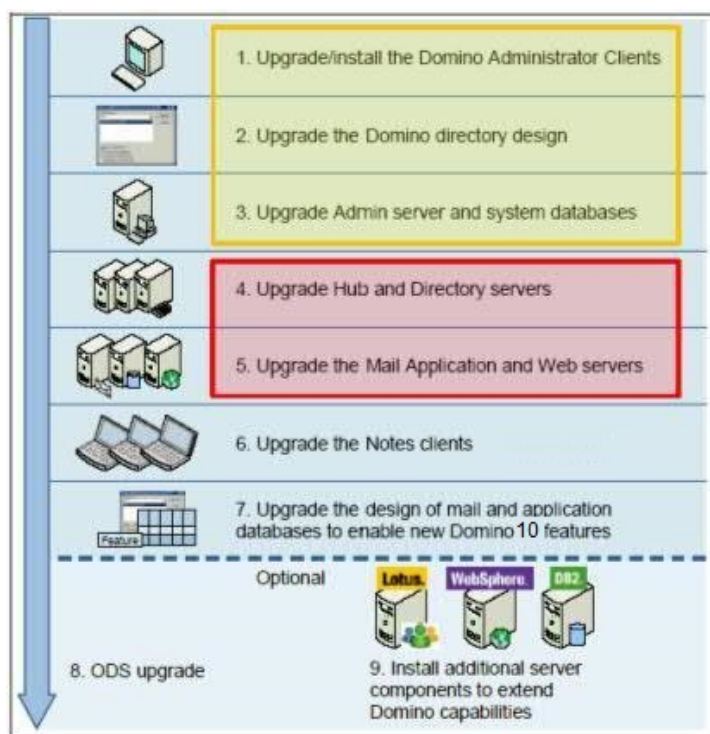 1. Upgrade/install the Domino Administrator Clients
2. Upgrade the Domino directory design
3. Upgrade Admin server and system databases
4. Upgrade Hub and Directory servers
5. Upgrade the Mail Application and Web servers
6. Upgrade the Notes clients
7. Upgrade the design of mail and application
databases to enable new Domino 10 features
Feature
Optional
Lotus.
WebSphere.
DB2.
8. ODS upgrade
9. Install additional server
components to extend
Domino capabilities